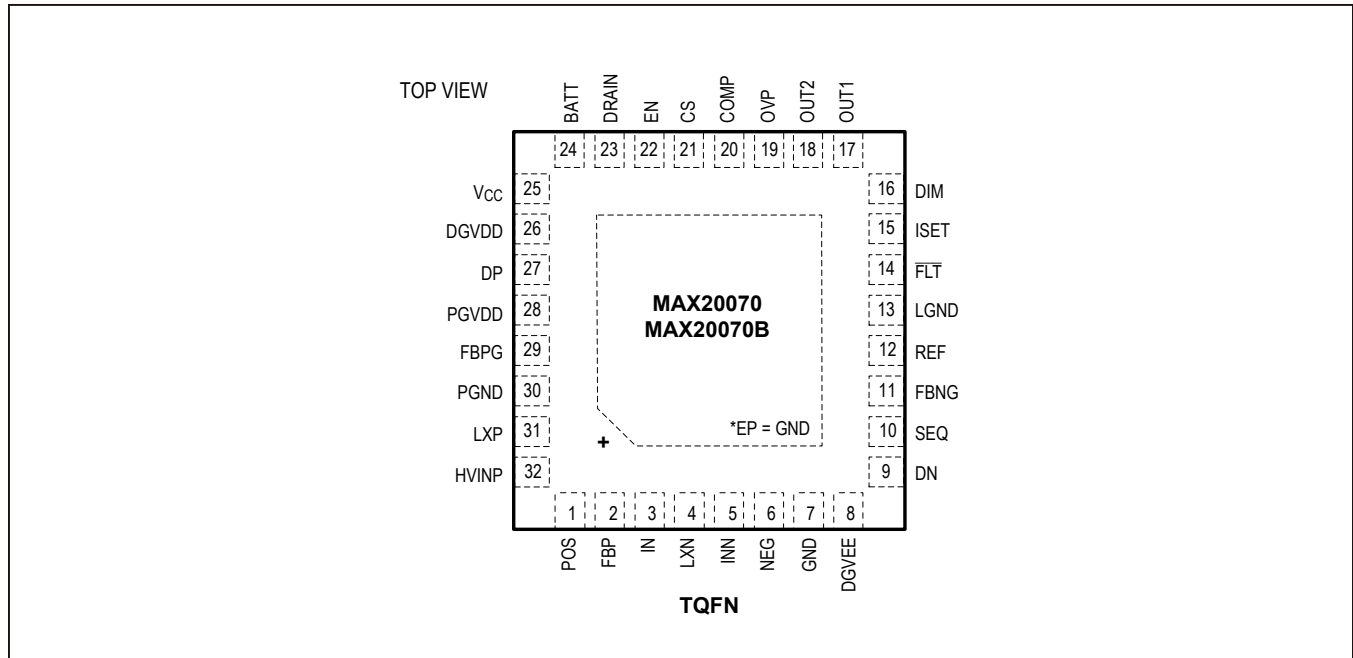 TOP VIEW
BATT
DRAIN
EN
CS
COMP
OVP
OUT2
OUT1
24 23 22 21 20 19 18 17
VCC 25
DGVDD 26
DP 27
PGVDD 28
FBPG 29
PGND 30
LXP 31
HVINP 32
16 DIM
15 ISET
14 F̅L̅T̅
13 LGND
12 REF
11 FBNG
10 SEQ
9 DN
MAX20070
MAX20070B
*EP = GND
+
1 2 3 4 5 6 7 8
POS
FBP
IN
LXN
INN
NEG
GND
DGVEE
TQFN